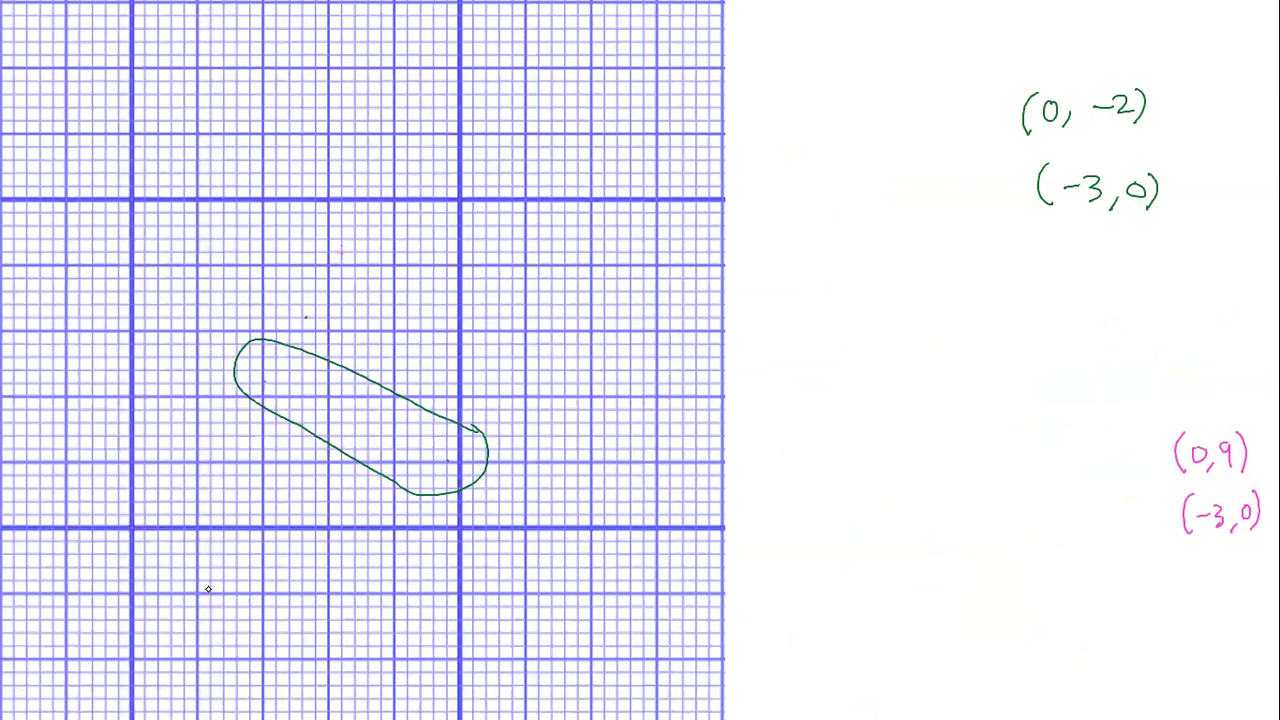 (0, -2)
(-3, 0)
(0, 9)
(-3, 0)